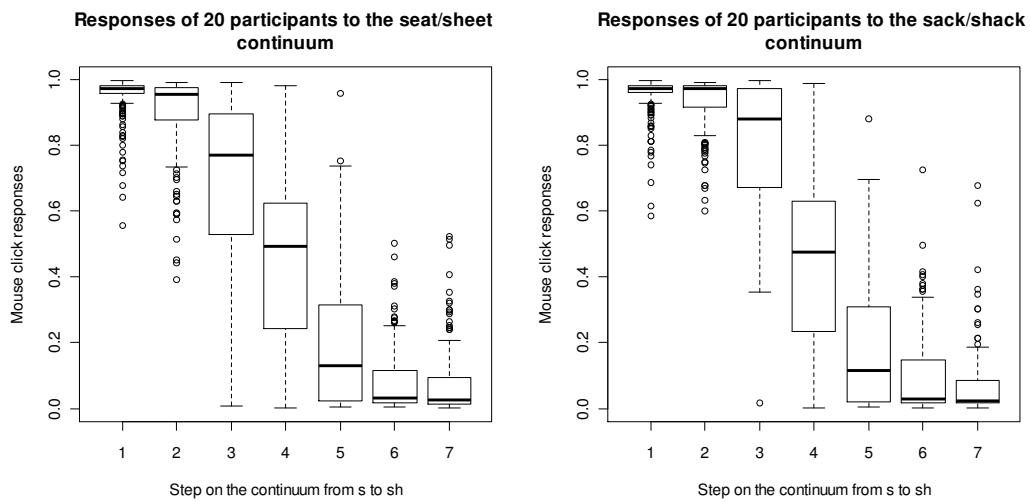 Responses of 20 participants to the seat/sheet
continuum
Mouse click responses
1.0
0.8
0.6
0.4
0.2
0.0
1 2 3 4 5 6 7
Step on the continuum from s to sh
Responses of 20 participants to the sack/shack
continuum
Mouse click responses
1.0
0.8
0.6
0.4
0.2
0.0
1 2 3 4 5 6 7
Step on the continuum from s to sh